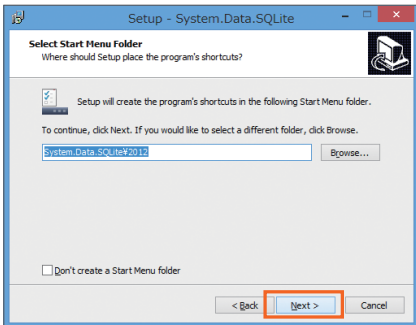 Setup - System.Data.SQLite
Select Start Menu Folder
Where should Setup place the program's shortcuts?
Setup will create the program's shortcuts in the following Start Menu folder.
To continue, click Next. If you would like to select a different folder, click Browse.
System.Data.SQLite¥2012
Browse...
Don't create a Start Menu folder
< Back
Next >
Cancel